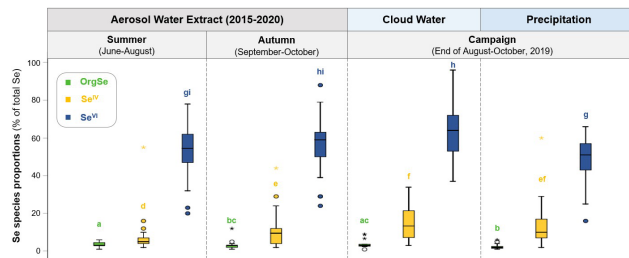 Aerosol Water Extract (2015-2020) Cloud Water Precipitation
Summer Autumn Campaign
(June-August) (September-October) (End of August-October, 2019)
Se species proportions (% of total Se)
100
80
60
40
20
0
OrgSe
Se^IV
Se^VI
a
d
gi
bc
e
hi
ac
f
h
b
ef
g